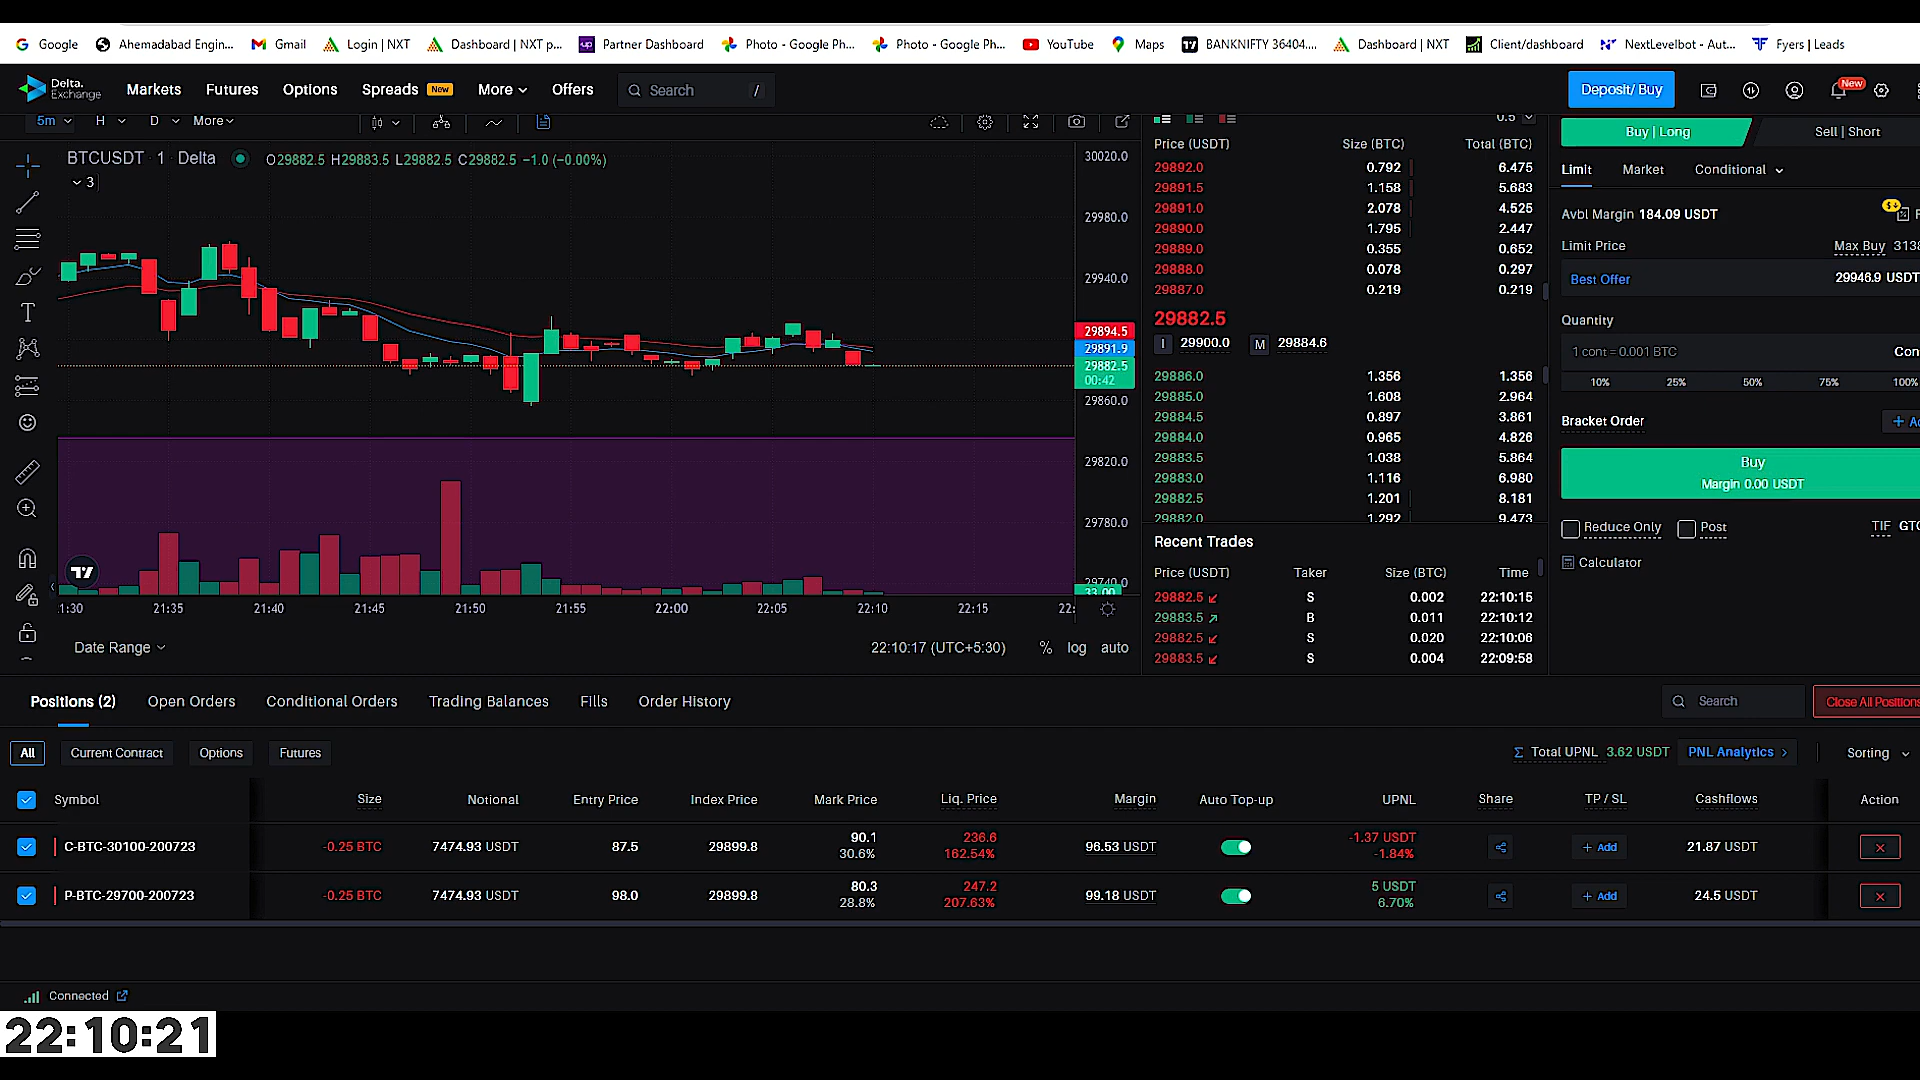 Google Ahemadabad Engin... Gmail Login | NXT Dashboard | NXT p... Partner Dashboard Photo - Google Ph... Photo - Google Ph... YouTube Maps BANKNIFTY 36404.... Dashboard | NXT Client/dashboard NextLevelbot - Aut... Fyers | Leads
Delta. Exchange Markets Futures Options Spreads New More Offers Search / Deposit/ Buy New
5m H D More
BTCUSDT · 1 · Delta O29882.5 H29883.5 L29882.5 C29882.5 −1.0 (−0.00%)
3
30020.0
29980.0
29940.0
29894.5
29891.9
29882.5
00:42
29860.0
29820.0
29780.0
29740.0
33.00
:30 21:35 21:40 21:45 21:50 21:55 22:00 22:05 22:10 22:15 22:
Date Range 22:10:17 (UTC+5:30) % log auto
0.5
Price (USDT) Size (BTC) Total (BTC)
29892.0 0.792 6.475
29891.5 1.158 5.683
29891.0 2.078 4.525
29890.0 1.795 2.447
29889.0 0.355 0.652
29888.0 0.078 0.297
29887.0 0.219 0.219
29882.5
I 29900.0 M 29884.6
29886.0 1.356 1.356
29885.0 1.608 2.964
29884.5 0.897 3.861
29884.0 0.965 4.826
29883.5 1.038 5.864
29883.0 1.116 6.980
29882.5 1.201 8.181
29882.0 1.292 9.473
Recent Trades
Price (USDT) Taker Size (BTC) Time
29882.5 S 0.002 22:10:15
29883.5 B 0.011 22:10:12
29882.5 S 0.020 22:10:06
29883.5 S 0.004 22:09:58
Buy | Long Sell | Short
Limit Market Conditional
Avbl Margin 184.09 USDT
Limit Price Max Buy 3138
Best Offer 29946.9 USDT
Quantity
1 cont = 0.001 BTC Con
10% 25% 50% 75% 100%
Bracket Order + Ad
Buy
Margin 0.00 USDT
Reduce Only Post TIF GTC
Calculator
Positions (2) Open Orders Conditional Orders Trading Balances Fills Order History Search Close All Positions
All Current Contract Options Futures Σ Total UPNL 3.62 USDT PNL Analytics > Sorting
Symbol Size Notional Entry Price Index Price Mark Price Liq. Price Margin Auto Top-up UPNL Share TP / SL Cashflows Action
C-BTC-30100-200723 -0.25 BTC 7474.93 USDT 87.5 29899.8 90.1 236.6 96.53 USDT -1.37 USDT + Add 21.87 USDT
30.6% 162.54% -1.84%
P-BTC-29700-200723 -0.25 BTC 7474.93 USDT 98.0 29899.8 80.3 247.2 99.18 USDT 5 USDT + Add 24.5 USDT
28.8% 207.63% 6.70%
Connected
22:10:21